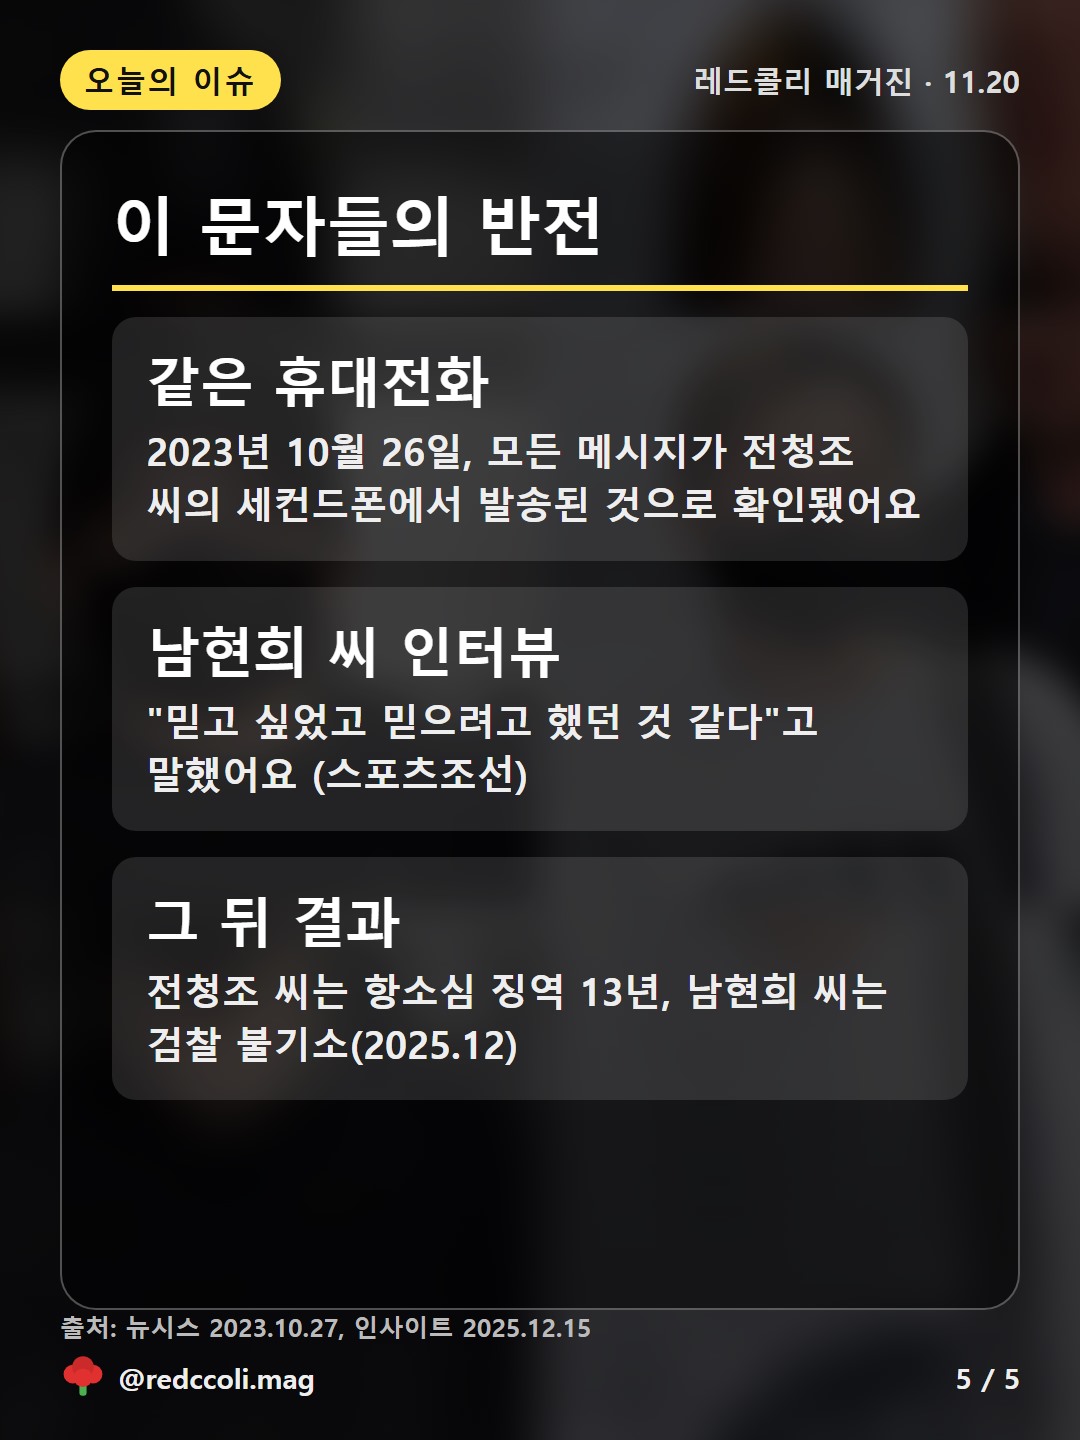 오늘의 이슈
레드콜리 매거진 · 11.20
이 문자들의 반전
같은 휴대전화
2023년 10월 26일, 모든 메시지가 전청조
씨의 세컨드폰에서 발송된 것으로 확인됐어요
남현희 씨 인터뷰
"믿고 싶었고 믿으려고 했던 것 같다"고
말했어요 (스포츠조선)
그 뒤 결과
전청조 씨는 항소심 징역 13년, 남현희 씨는
검찰 불기소(2025.12)
출처: 뉴시스 2023.10.27, 인사이트 2025.12.15
@redccoli.mag
5 / 5